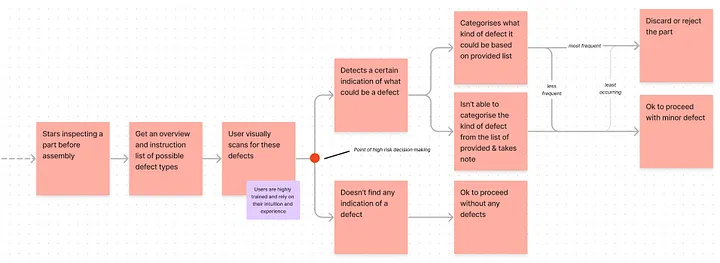 Stars inspecting
a part before
assembly
Get an overview
and instruction
list of possible
defect types
User visually
scans for these
defects
Users are highly
trained and rely on
their intuition and
experience
Point of high risk decision making
Detects a certain
indication of what
could be a defect
Doesn't find any
indication of a
defect
Categorises what
kind of defect it
could be based
on provided list
Isn't able to
categorise the
kind of defect
from the list of
provided & takes
note
Ok to proceed
without any
defects
most frequent
less
frequent
least
occurring
Discard or reject
the part
Ok to proceed
with minor defect